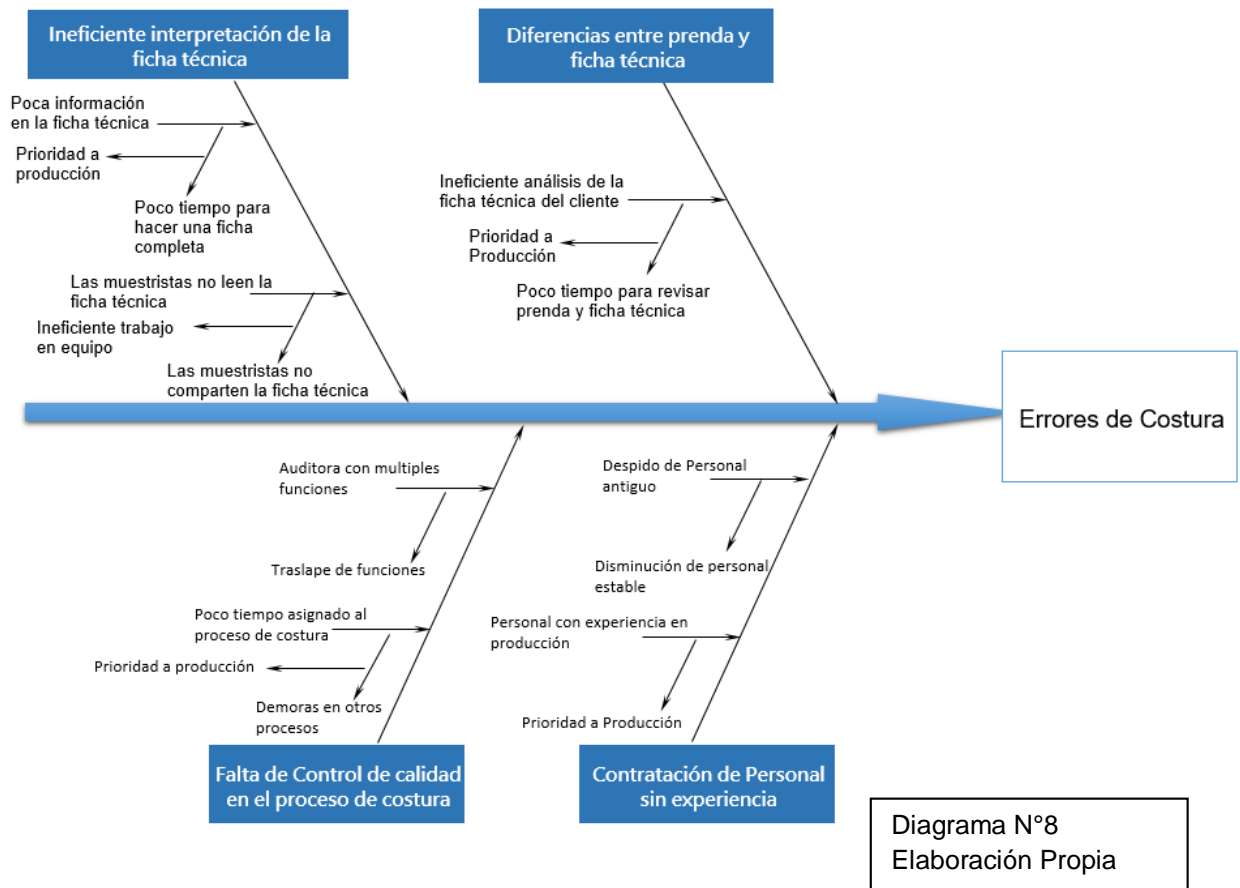 Ineficiente interpretación de la
ficha técnica
Diferencias entre prenda y
ficha técnica
Poca información
en la ficha técnica
Prioridad a
producción
Poco tiempo para
hacer una ficha
completa
Las muestristas no leen la
ficha técnica
Ineficiente trabajo
en equipo
Las muestristas no
comparten la ficha técnica
Ineficiente análisis de la
ficha técnica del cliente
Prioridad a
Producción
Poco tiempo para revisar
prenda y ficha técnica
Errores de Costura
Auditora con multiples
funciones
Traslape de funciones
Poco tiempo asignado al
proceso de costura
Prioridad a producción
Demoras en otros
procesos
Despido de Personal
antiguo
Disminución de personal
estable
Personal con experiencia en
producción
Prioridad a Producción
Falta de Control de calidad
en el proceso de costura
Contratación de Personal
sin experiencia
Diagrama N°8
Elaboración Propia